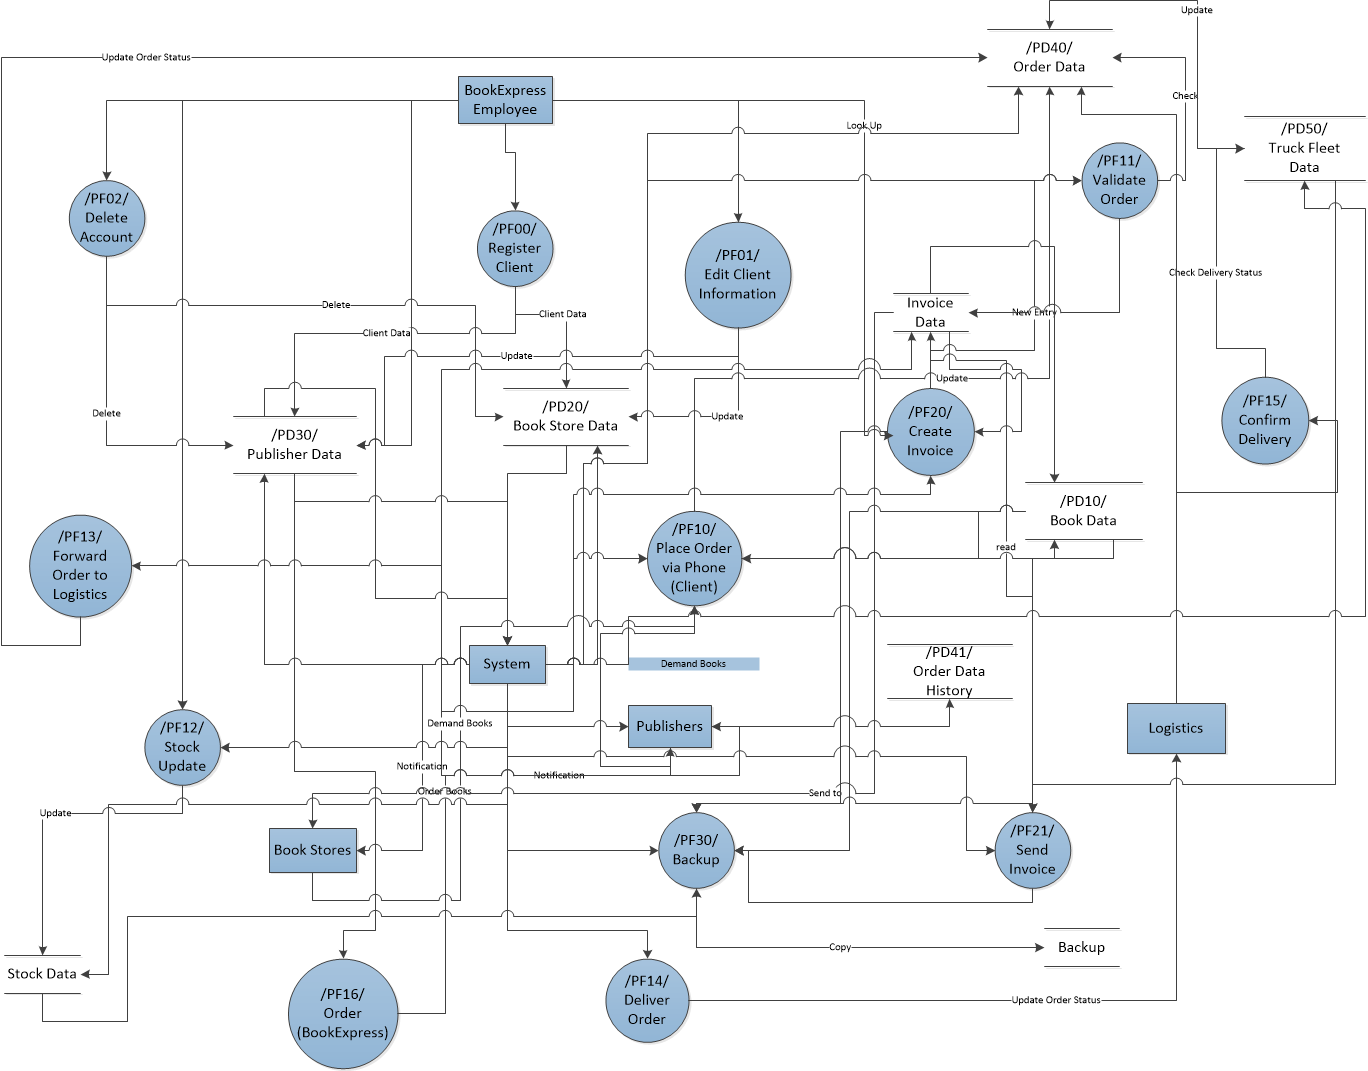 Update
/PD40/
Order Data
Update Order Status
BookExpress
Employee
Check
Look Up
/PD50/
Truck Fleet
Data
/PF11/
Validate
Order
/PF02/
Delete
Account
/PF00/
Register
Client
/PF01/
Edit Client
Information
Check Delivery Status
Invoice
Data
New Entry
Delete
Client Data
Client Data
Update
Update
/PD20/
Book Store Data
Update
Delete
/PD30/
Publisher Data
/PF20/
Create
Invoice
/PF15/
Confirm
Delivery
/PD10/
Book Data
read
/PF13/
Forward
Order to
Logistics
/PF10/
Place Order
via Phone
(Client)
System
Demand Books
/PD41/
Order Data
History
/PF12/
Stock
Update
Demand Books
Publishers
Logistics
Notification
Notification
Order Books
Send to
Update
Book Stores
/PF30/
Backup
/PF21/
Send
Invoice
Copy
Backup
Stock Data
/PF16/
Order
(BookExpress)
/PF14/
Deliver
Order
Update Order Status